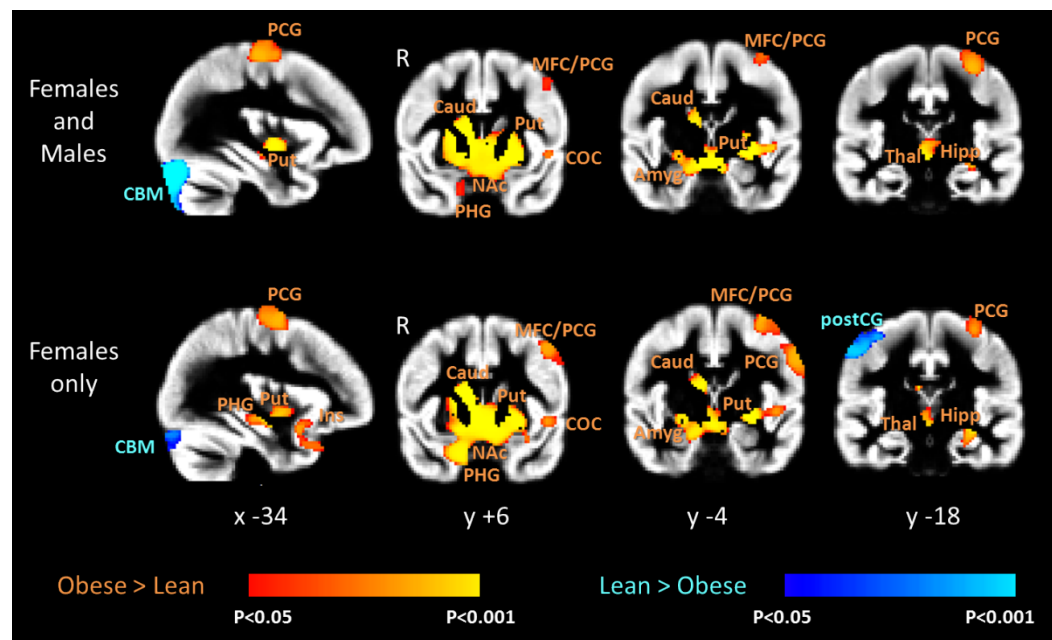 Females
and
Males
PCG
Put
CBM
R
MFC/PCG
Caud
Put
COC
NAc
PHG
MFC/PCG
Caud
Put
Amyg
PCG
Thal
Hipp
Females
only
PCG
PHG
Put
Ins
CBM
R
MFC/PCG
Caud
Put
COC
NAc
PHG
MFC/PCG
Caud
PCG
Put
Amyg
postCG
PCG
Thal
Hipp
x -34
y +6
y -4
y -18
Obese > Lean
P<0.05
P<0.001
Lean > Obese
P<0.05
P<0.001